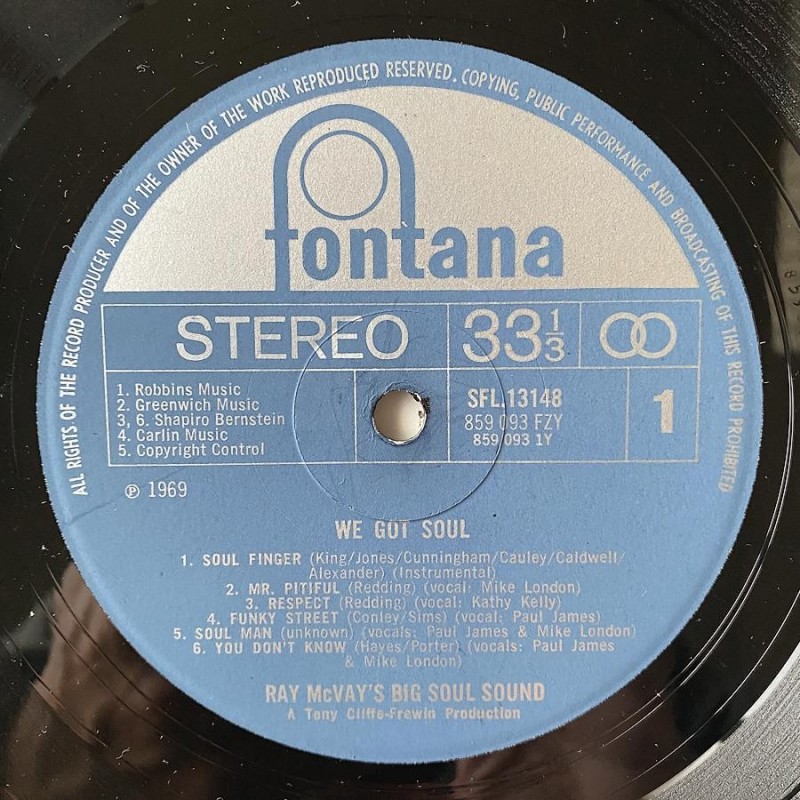 ALL RIGHTS OF THE RECORD PRODUCER AND OF THE OWNER OF THE WORK REPRODUCED RESERVED. COPYING, PUBLIC PERFORMANCE AND BROADCASTING OF THIS RECORD PROHIBITED
fontana
STEREO 33 1/3
1. Robbins Music
2. Greenwich Music
3, 6. Shapiro Bernstein
4. Carlin Music
5. Copyright Control
SFL.13148
859 093 FZY
859 093 1Y
1
℗ 1969
WE GOT SOUL
1. SOUL FINGER (King/Jones/Cunningham/Cauley/Caldwell/
Alexander) (Instrumental)
2. MR. PITIFUL (Redding) (vocal: Mike London)
3. RESPECT (Redding) (vocal: Kathy Kelly)
4. FUNKY STREET (Conley/Sims) (vocal: Paul James)
5. SOUL MAN (unknown) (vocals: Paul James & Mike London)
6. YOU DON'T KNOW (Hayes/Porter) (vocals: Paul James
& Mike London)
RAY McVAY'S BIG SOUL SOUND
A Tony Cliffe-Frewin Production